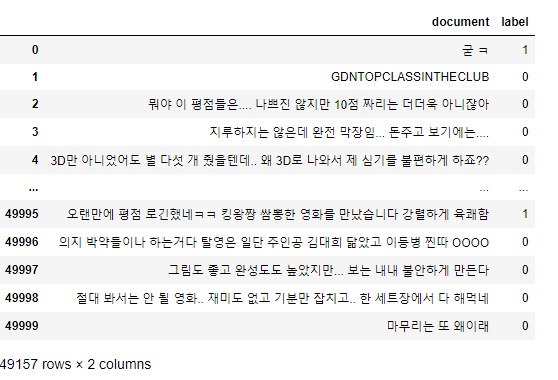 document label
0 굳 ㅋ 1
1 GDNTOPCLASSINTHECLUB 0
2 뭐야 이 평점들은.... 나쁘진 않지만 10점 짜리는 더더욱 아니잖아 0
3 지루하지는 않은데 완전 막장임... 돈주고 보기에는.... 0
4 3D만 아니었어도 별 다섯 개 줬을텐데.. 왜 3D로 나와서 제 심기를 불편하게 하죠?? 0
... ... ...
49995 오랜만에 평점 로긴했네ㅋㅋ 킹왕짱 쌈뽕한 영화를 만났습니다 강렬하게 육쾌함 1
49996 의지 박약들이나 하는거다 탈영은 일단 주인공 김대희 닮았고 이등병 찐따 OOOO 0
49997 그림도 좋고 완성도도 높았지만... 보는 내내 불안하게 만든다 0
49998 절대 봐서는 안 될 영화.. 재미도 없고 기분만 잡치고.. 한 세트장에서 다 해먹네 0
49999 마무리는 또 왜이래 0
49157 rows × 2 columns